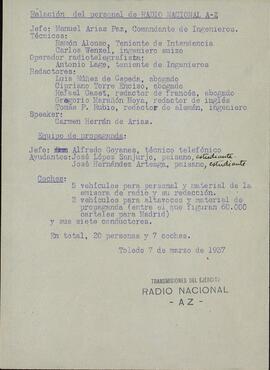 Relación del personal de RADIO NACIONAL A-Z
Jefe: Manuel Arias Paz, Comandante de Ingenieros.
Técnicos:
Ramón Alonso, Teniente de Intendencia
Carlos Wenzel, ingeniero suizo
Operador radiotelegrafista:
Antonio Lago, teniente de Ingenieros
Redactores:
Luis Núñez de Cepeda, abogado
Cipriano Torre Enciso, abogado
Rafael Gaset, redactor de francés, abogado
Gregorio Marañón Moya, redactor de inglés
Tomás P. Rubio, redactor de alemán, ingeniero
Speaker:
Carmen Herrán de Arias.
Equipo de propaganda:
Jefe: Alfredo Goyanes, técnico telefónico
Ayudantes: José López Sanjurjo, paisano, estudiante
José Hernández Arteaga, paisano, estudiante
Coches:
5 vehículos para personal y material de la
emisora de radio y su redacción.
2 vehículos para altavoces y material de
propaganda (entre el que figuran 60.000
carteles para Madrid)
y sus siete conductores.
En total, 20 personas y 7 coches.
Toledo 7 de marzo de 1937
TRANSMISIONES DEL EJERCITO
RADIO NACIONAL
- AZ -